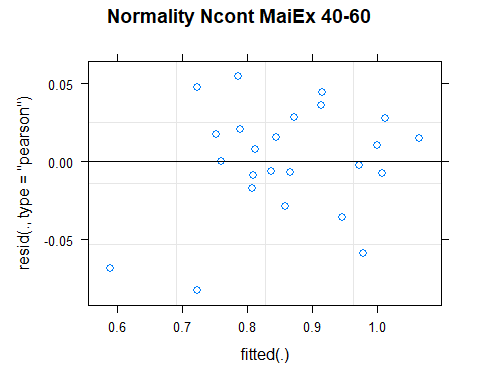 Normality Ncont MaiEx 40-60
resid(., type = "pearson")
0.05
0.00
-0.05
0.6 0.7 0.8 0.9 1.0
fitted(.)